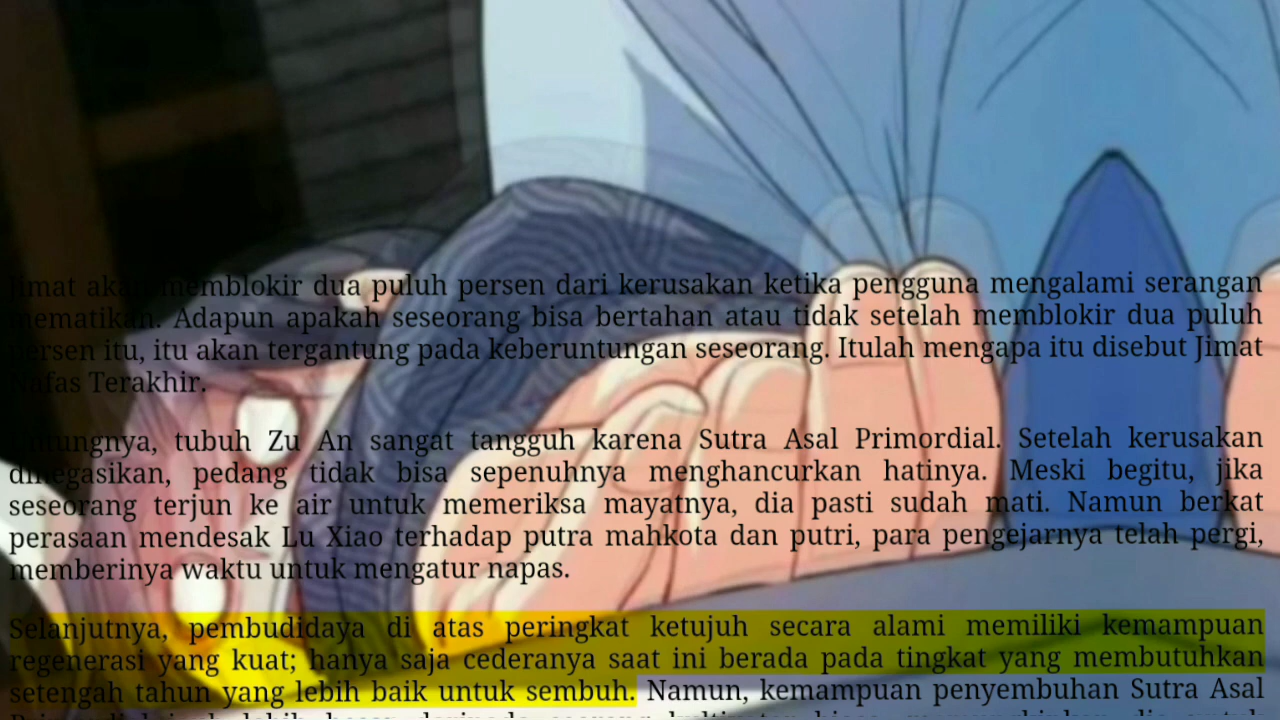 Jimat akan memblokir dua puluh persen dari kerusakan ketika pengguna mengalami serangan
mematikan. Adapun apakah seseorang bisa bertahan atau tidak setelah memblokir dua puluh
persen itu, itu akan tergantung pada keberuntungan seseorang. Itulah mengapa itu disebut Jimat
Nafas Terakhir.
Untungnya, tubuh Zu An sangat tangguh karena Sutra Asal Primordial. Setelah kerusakan
dinegasikan, pedang tidak bisa sepenuhnya menghancurkan hatinya. Meski begitu, jika
seseorang terjun ke air untuk memeriksa mayatnya, dia pasti sudah mati. Namun berkat
perasaan mendesak Lu Xiao terhadap putra mahkota dan putri, para pengejarnya telah pergi,
memberinya waktu untuk mengatur napas.
Selanjutnya, pembudidaya di atas peringkat ketujuh secara alami memiliki kemampuan
regenerasi yang kuat; hanya saja cederanya saat ini berada pada tingkat yang membutuhkan
setengah tahun yang lebih baik untuk sembuh. Namun, kemampuan penyembuhan Sutra Asal